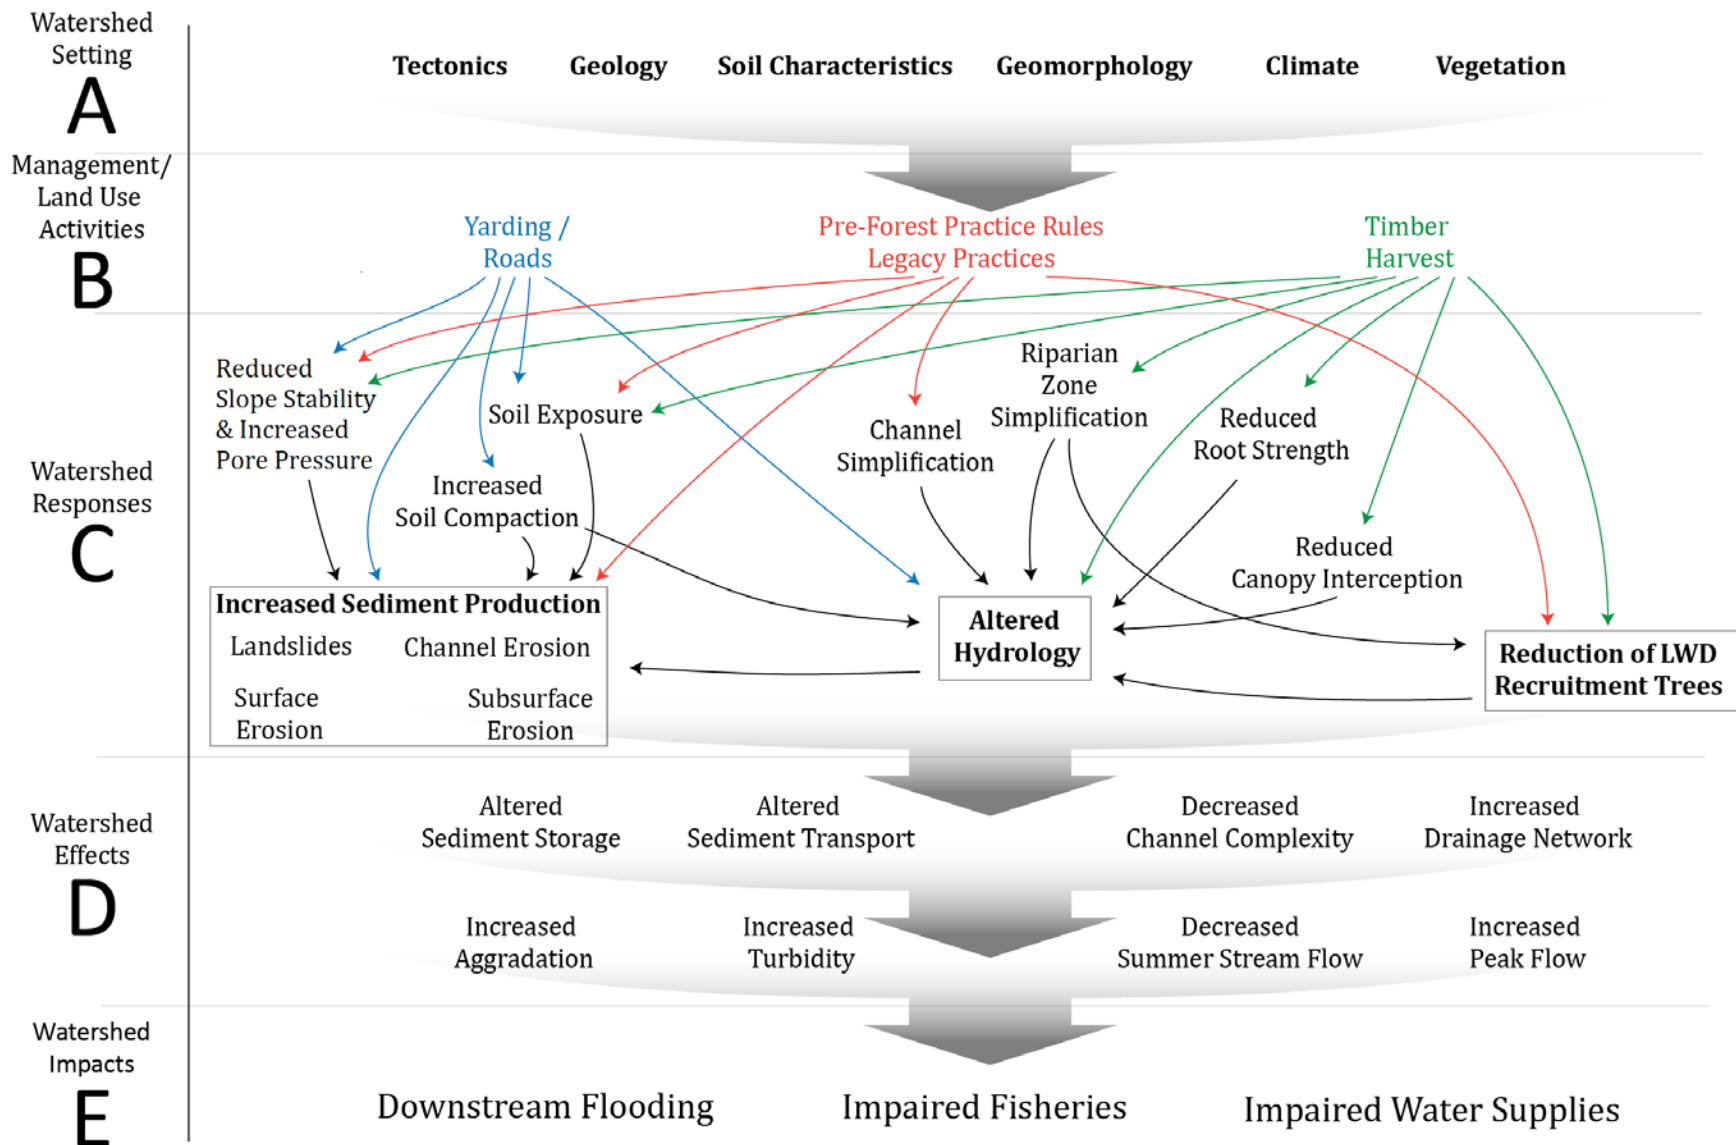 Watershed
Setting
A
Tectonics Geology Soil Characteristics Geomorphology Climate Vegetation
Management/
Land Use
Activities
B
Yarding /
Roads
Pre-Forest Practice Rules
Legacy Practices
Timber
Harvest
Watershed
Responses
C
Reduced
Slope Stability
& Increased
Pore Pressure
Soil Exposure
Increased
Soil Compaction
Channel
Simplification
Riparian
Zone
Simplification
Reduced
Root Strength
Reduced
Canopy Interception
Increased Sediment Production
Landslides Channel Erosion
Surface
Erosion
Subsurface
Erosion
Altered
Hydrology
Reduction of LWD
Recruitment Trees
Watershed
Effects
D
Altered
Sediment Storage
Altered
Sediment Transport
Decreased
Channel Complexity
Increased
Drainage Network
Increased
Aggradation
Increased
Turbidity
Decreased
Summer Stream Flow
Increased
Peak Flow
Watershed
Impacts
E
Downstream Flooding Impaired Fisheries Impaired Water Supplies